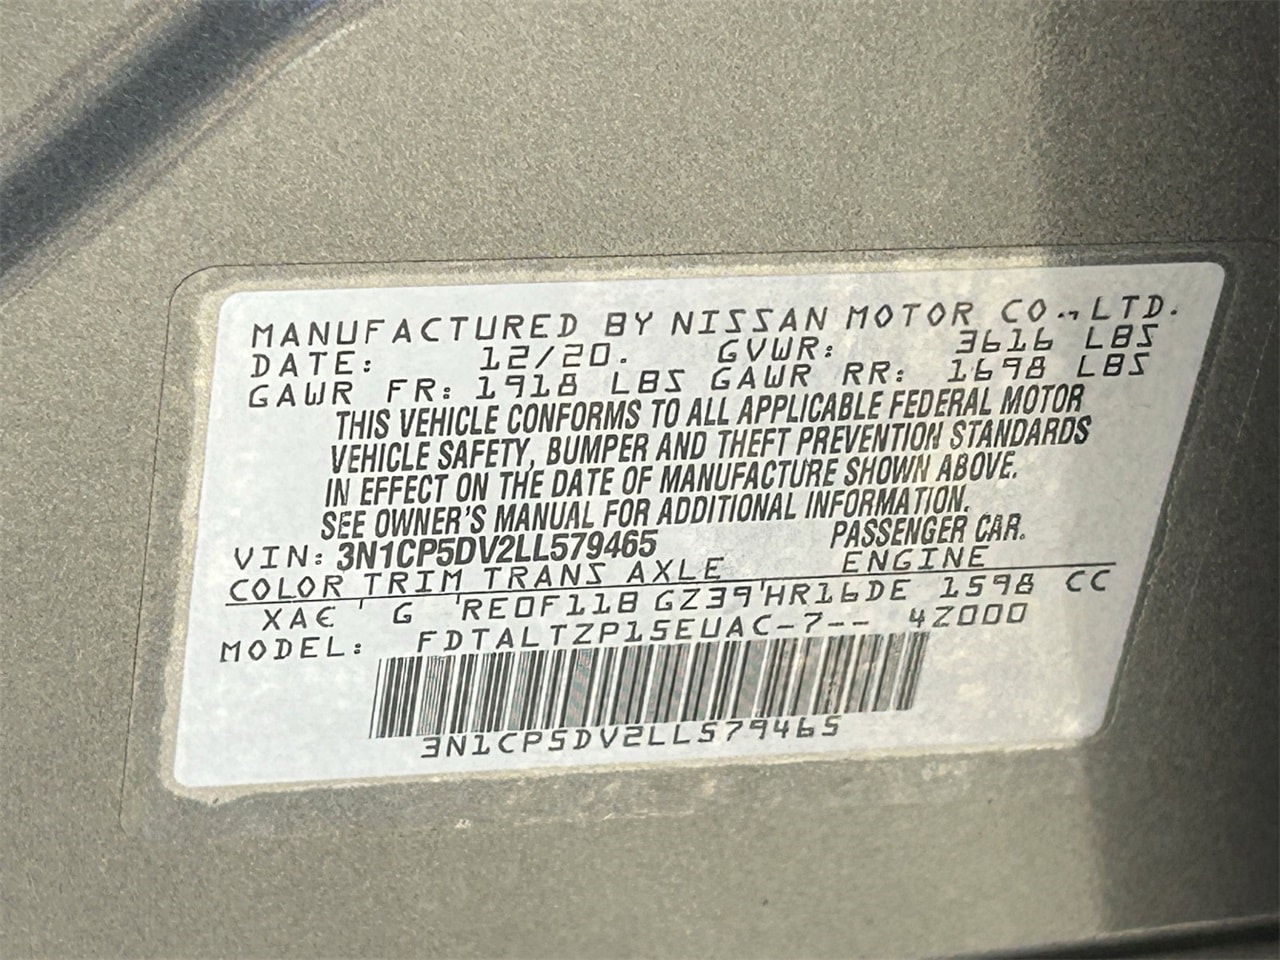 MANUFACTURED BY NISSAN MOTOR CO., LTD.
DATE: 12/20. GVWR: 3616 LBS
GAWR FR: 1918 LBS GAWR RR: 1698 LBS
THIS VEHICLE CONFORMS TO ALL APPLICABLE FEDERAL MOTOR
VEHICLE SAFETY, BUMPER AND THEFT PREVENTION STANDARDS
IN EFFECT ON THE DATE OF MANUFACTURE SHOWN ABOVE.
SEE OWNER'S MANUAL FOR ADDITIONAL INFORMATION.
VIN: 3N1CP5DV2LL579465 PASSENGER CAR.
COLOR TRIM TRANS AXLE ENGINE
XAE ' G 'RE0F11B GZ39'HR16DE 1598 CC
MODEL: FDTALTZP15EUAC-7-- 4Z000
3N1CP5DV2LL579465